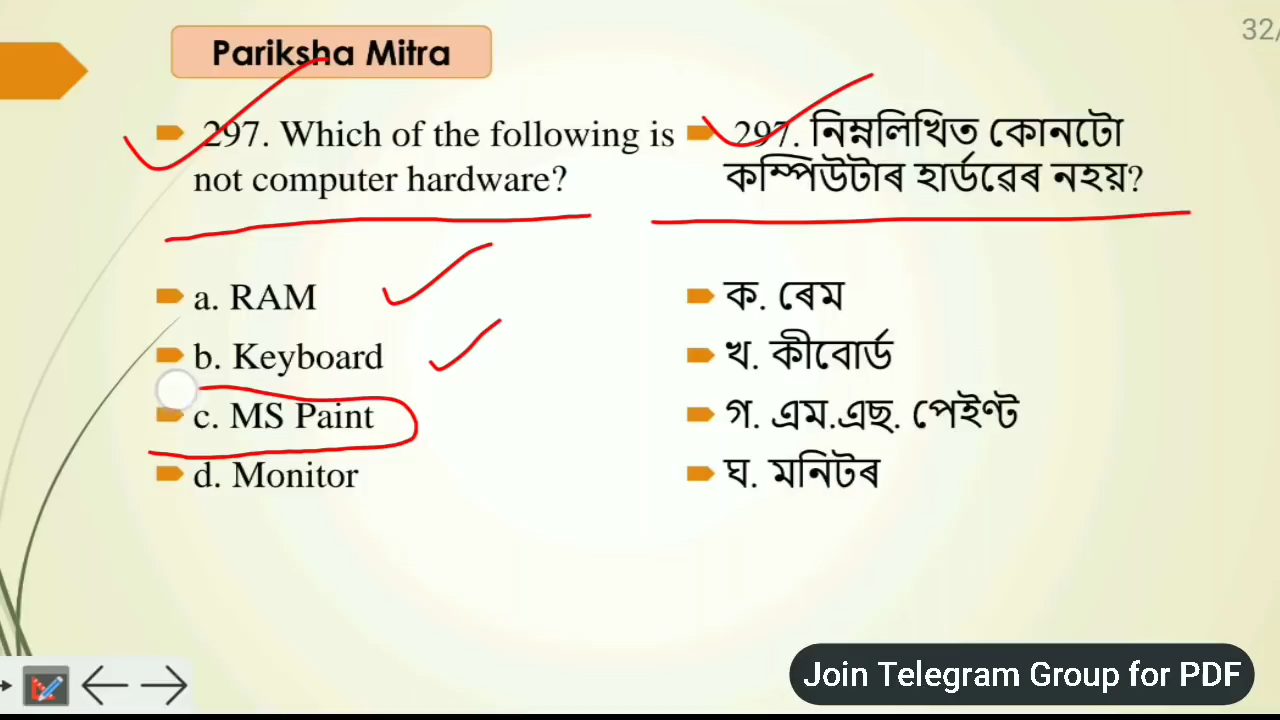 Pariksha Mitra
32/
297. Which of the following is
not computer hardware?
a. RAM
b. Keyboard
c. MS Paint
d. Monitor
297. নিম্নলিখিত কোনটো
কম্পিউটাৰ হাৰ্ডৱেৰ নহয়?
ক. ৰেম
খ. কীবোৰ্ড
গ. এম.এছ. পেইণ্ট
ঘ. মনিটৰ
Join Telegram Group for PDF